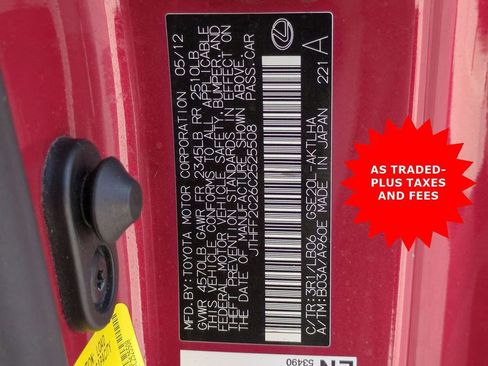 MFD.BY:TOYOTA MOTOR CORPORATION 05/12
GVWR 4570LB GAWR FR 2345LB RR 2510LB
THIS VEHICLE CONFORMS TO ALL APPLICABLE
FEDERAL MOTOR VEHICLE SAFETY, BUMPER, AND
THEFT PREVENTION STANDARDS IN EFFECT ON
THE DATE OF MANUFACTURE SHOWN ABOVE.
JTHFF2C26C2525508 PASS.CAR
C/TR:3R1/LB06 GSE20L-AKTLHA
A/TM:B03A/A960E MADE IN JAPAN 221 A
AS TRADED-
PLUS TAXES
AND FEES
53490